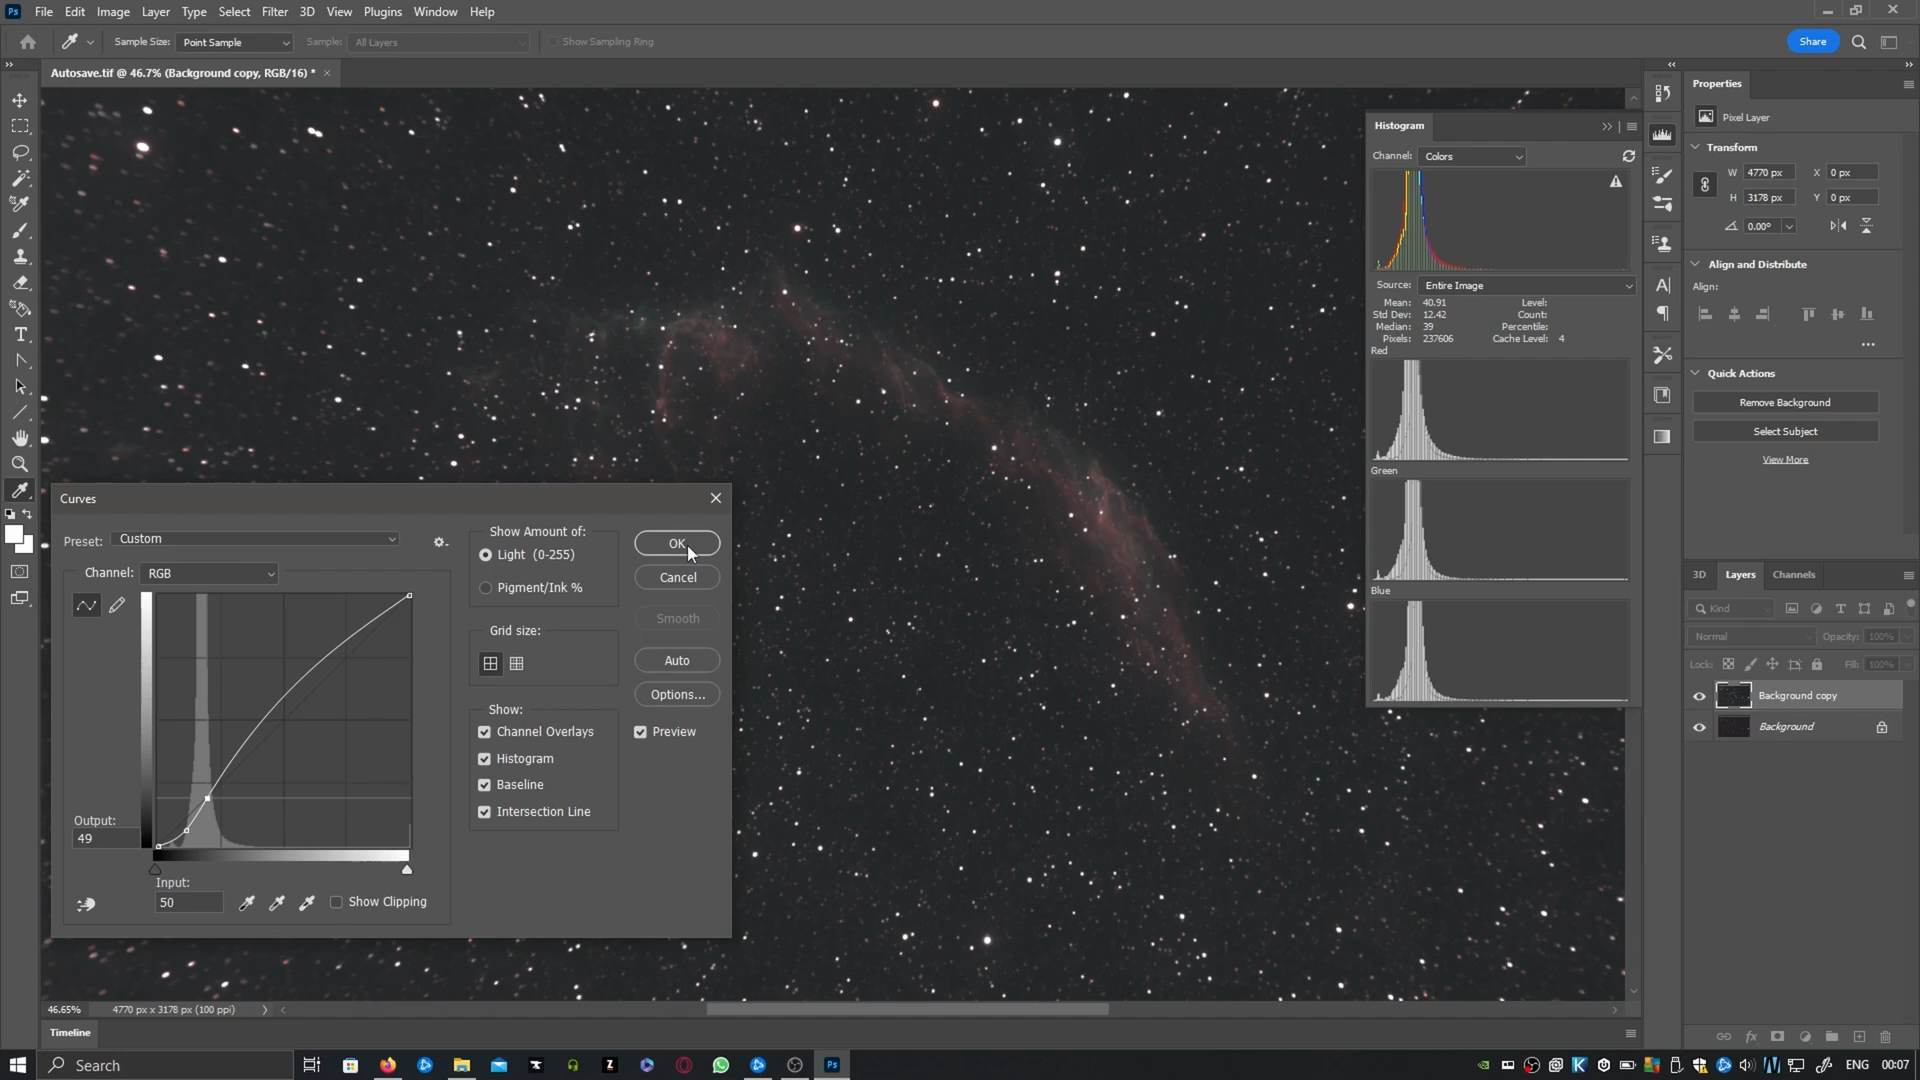 Ps File Edit Image Layer Type Select Filter 3D View Plugins Window Help
Sample Size: Point Sample Sample: All Layers Show Sampling Ring Share
Autosave.tif @ 46.7% (Background copy, RGB/16) *
Histogram
Channel: Colors
Source: Entire Image
Mean: 40.91 Level:
Std Dev: 12.42 Count:
Median: 39 Percentile:
Pixels: 237606 Cache Level: 4
Red
Green
Blue
Properties
Pixel Layer
Transform
W 4770 px X 0 px
H 3178 px Y 0 px
0.00°
Align and Distribute
Align:
Quick Actions
Remove Background
Select Subject
View More
3D Layers Channels
Kind
Normal Opacity: 100%
Lock: Fill: 100%
Background copy
Background
Curves
Preset: Custom
Channel: RGB
Output:
49
Input:
50
Show Clipping
Show Amount of:
Light (0-255)
Pigment/Ink %
Grid size:
Show:
Channel Overlays
Histogram
Baseline
Intersection Line
OK
Cancel
Smooth
Auto
Options...
Preview
46.65% 4770 px x 3178 px (100 ppi)
Timeline
Search
Ps
ENG 00:07